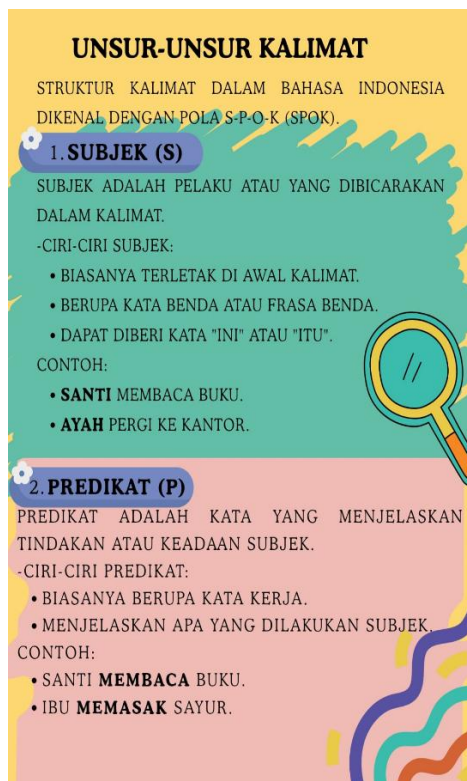 UNSUR-UNSUR KALIMAT
STRUKTUR KALIMAT DALAM BAHASA INDONESIA
DIKENAL DENGAN POLA S-P-O-K (SPOK).
1. SUBJEK (S)
SUBJEK ADALAH PELAKU ATAU YANG DIBICARAKAN
DALAM KALIMAT.
-CIRI-CIRI SUBJEK:
• BIASANYA TERLETAK DI AWAL KALIMAT.
• BERUPA KATA BENDA ATAU FRASA BENDA.
• DAPAT DIBERI KATA "INI" ATAU "ITU".
CONTOH:
• SANTI MEMBACA BUKU.
• AYAH PERGI KE KANTOR.
2. PREDIKAT (P)
PREDIKAT ADALAH KATA YANG MENJELASKAN
TINDAKAN ATAU KEADAAN SUBJEK.
-CIRI-CIRI PREDIKAT:
• BIASANYA BERUPA KATA KERJA.
• MENJELASKAN APA YANG DILAKUKAN SUBJEK.
CONTOH:
• SANTI MEMBACA BUKU.
• IBU MEMASAK SAYUR.